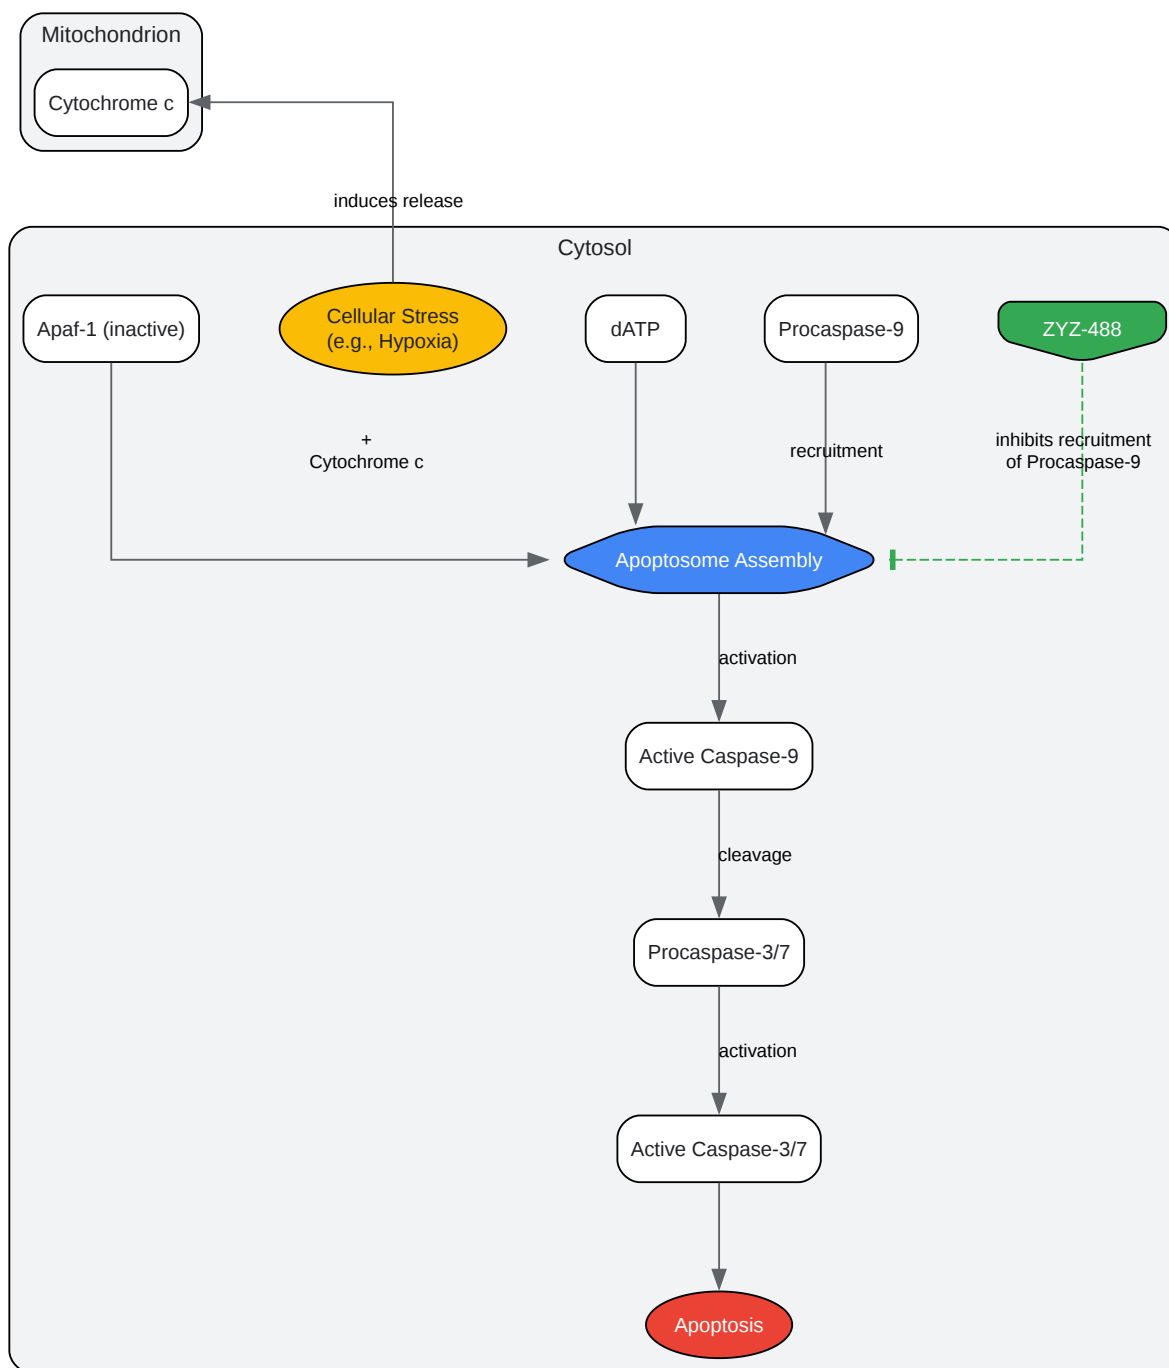 Mitochondrion
Cytochrome c
induces release
Cytosol
Apaf-1 (inactive)
Cellular Stress
(e.g., Hypoxia)
dATP
Procaspase-9
ZYZ-488
+
Cytochrome c
recruitment
inhibits recruitment
of Procaspase-9
Apoptosome Assembly
activation
Active Caspase-9
cleavage
Procaspase-3/7
activation
Active Caspase-3/7
Apoptosis